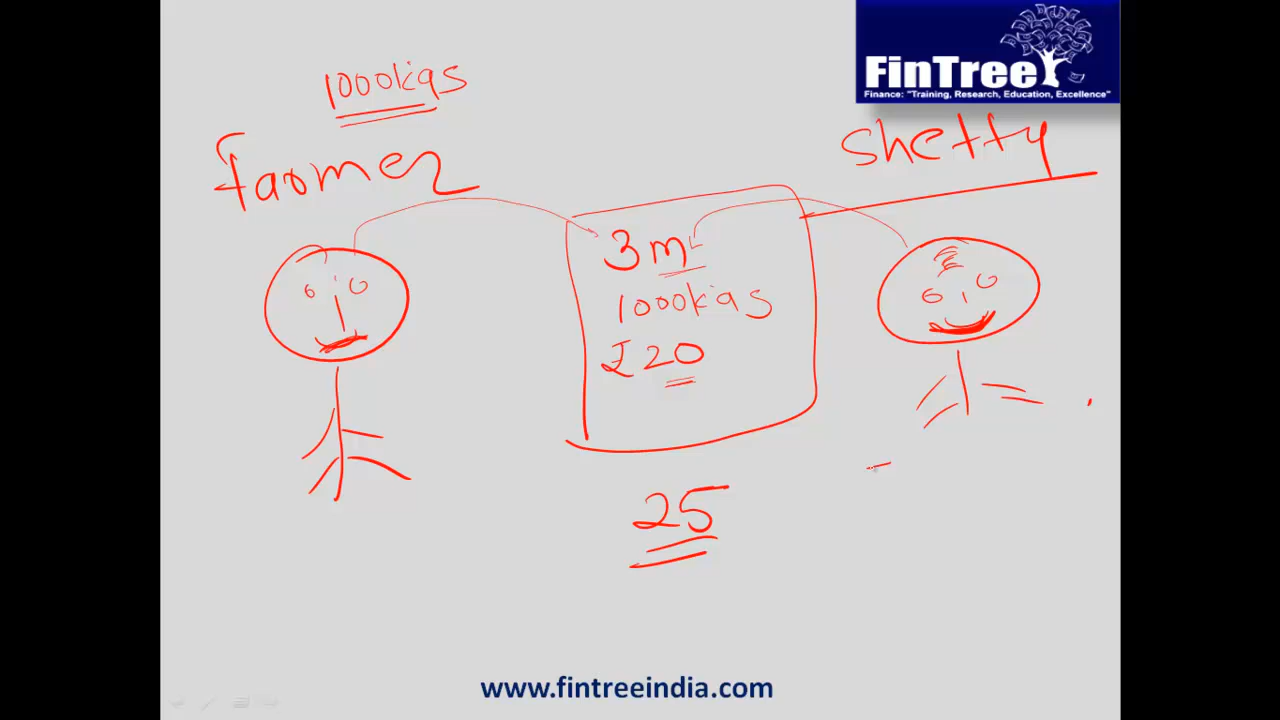 FinTree
Finance: "Training, Research, Education, Excellence"
1000kgs
farmer
shetty
3m
1000kgs
₹20
25
www.fintreeindia.com